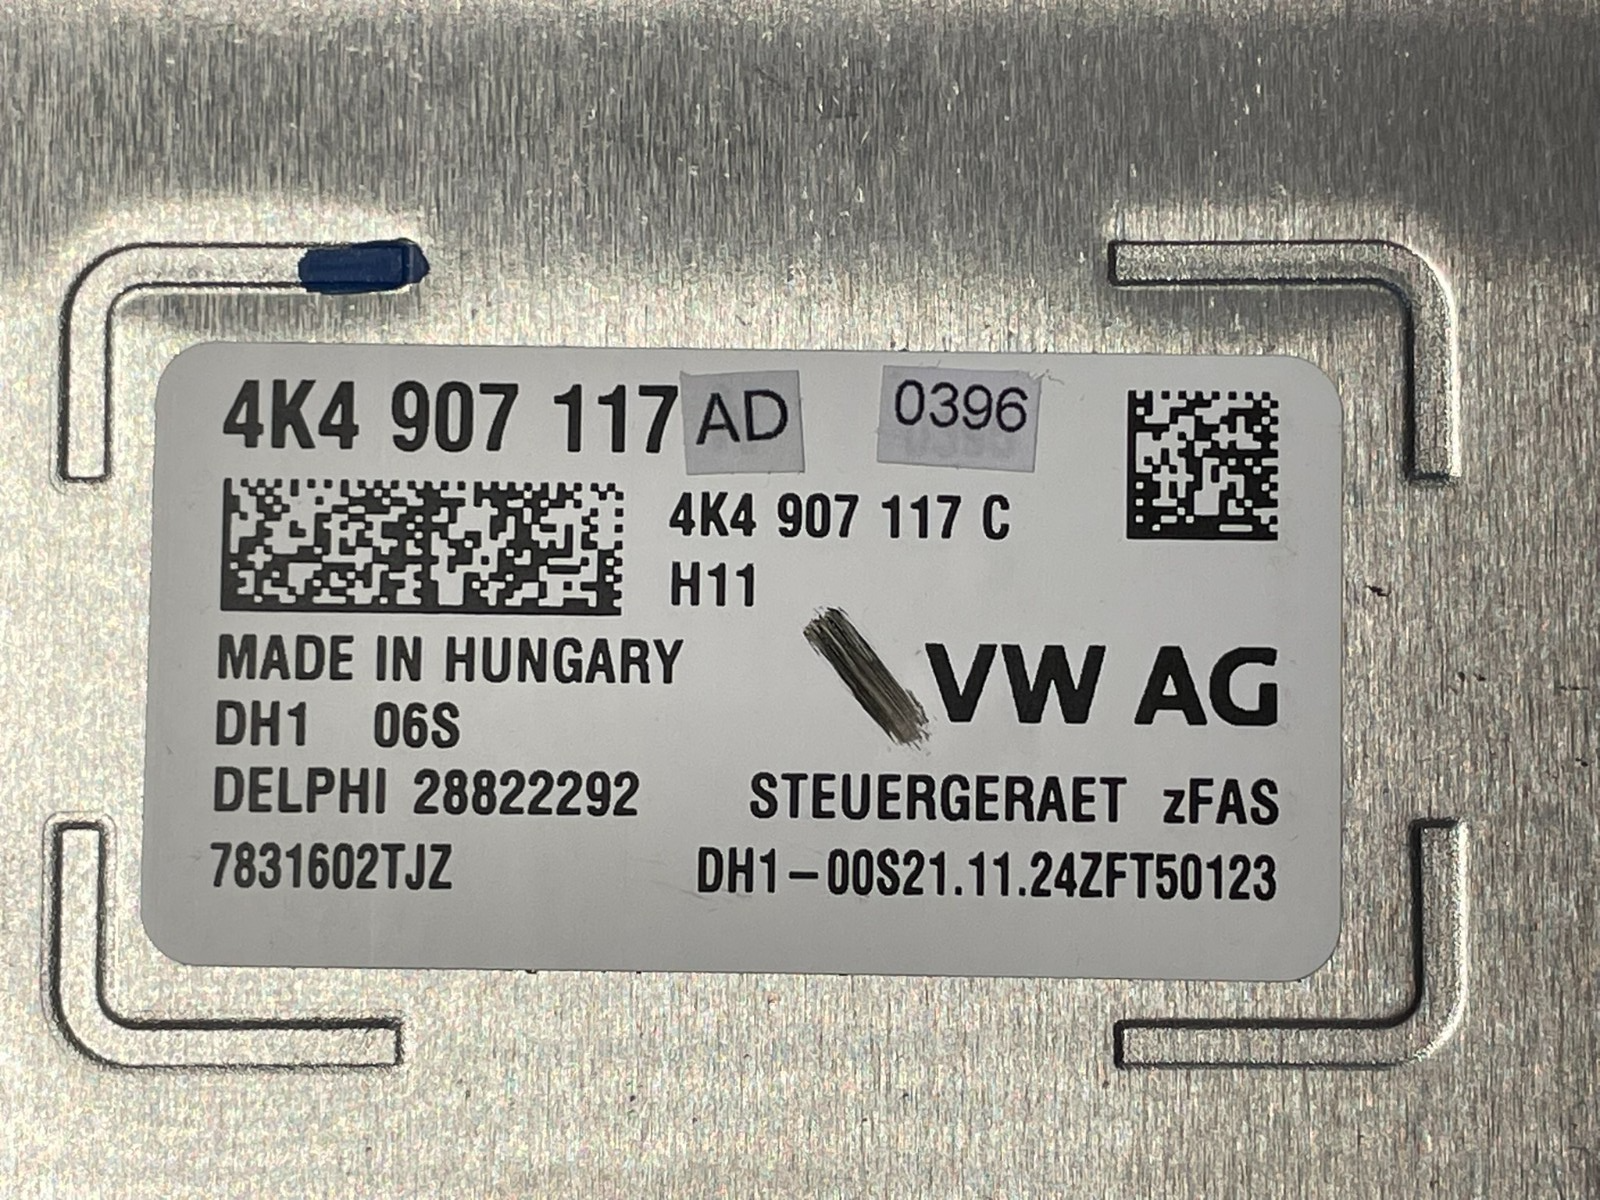 4K4 907 117 AD 0396
4K4 907 117 C
H11
MADE IN HUNGARY
VW AG
DH1 06S
DELPHI 28822292
STEUERGERAET zFAS
7831602TJZ
DH1-00S21.11.24ZFT50123